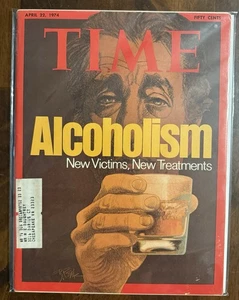 APRIL 22, 1974
FIFTY CENTS
TIME
Alcoholism
New Victims, New Treatments